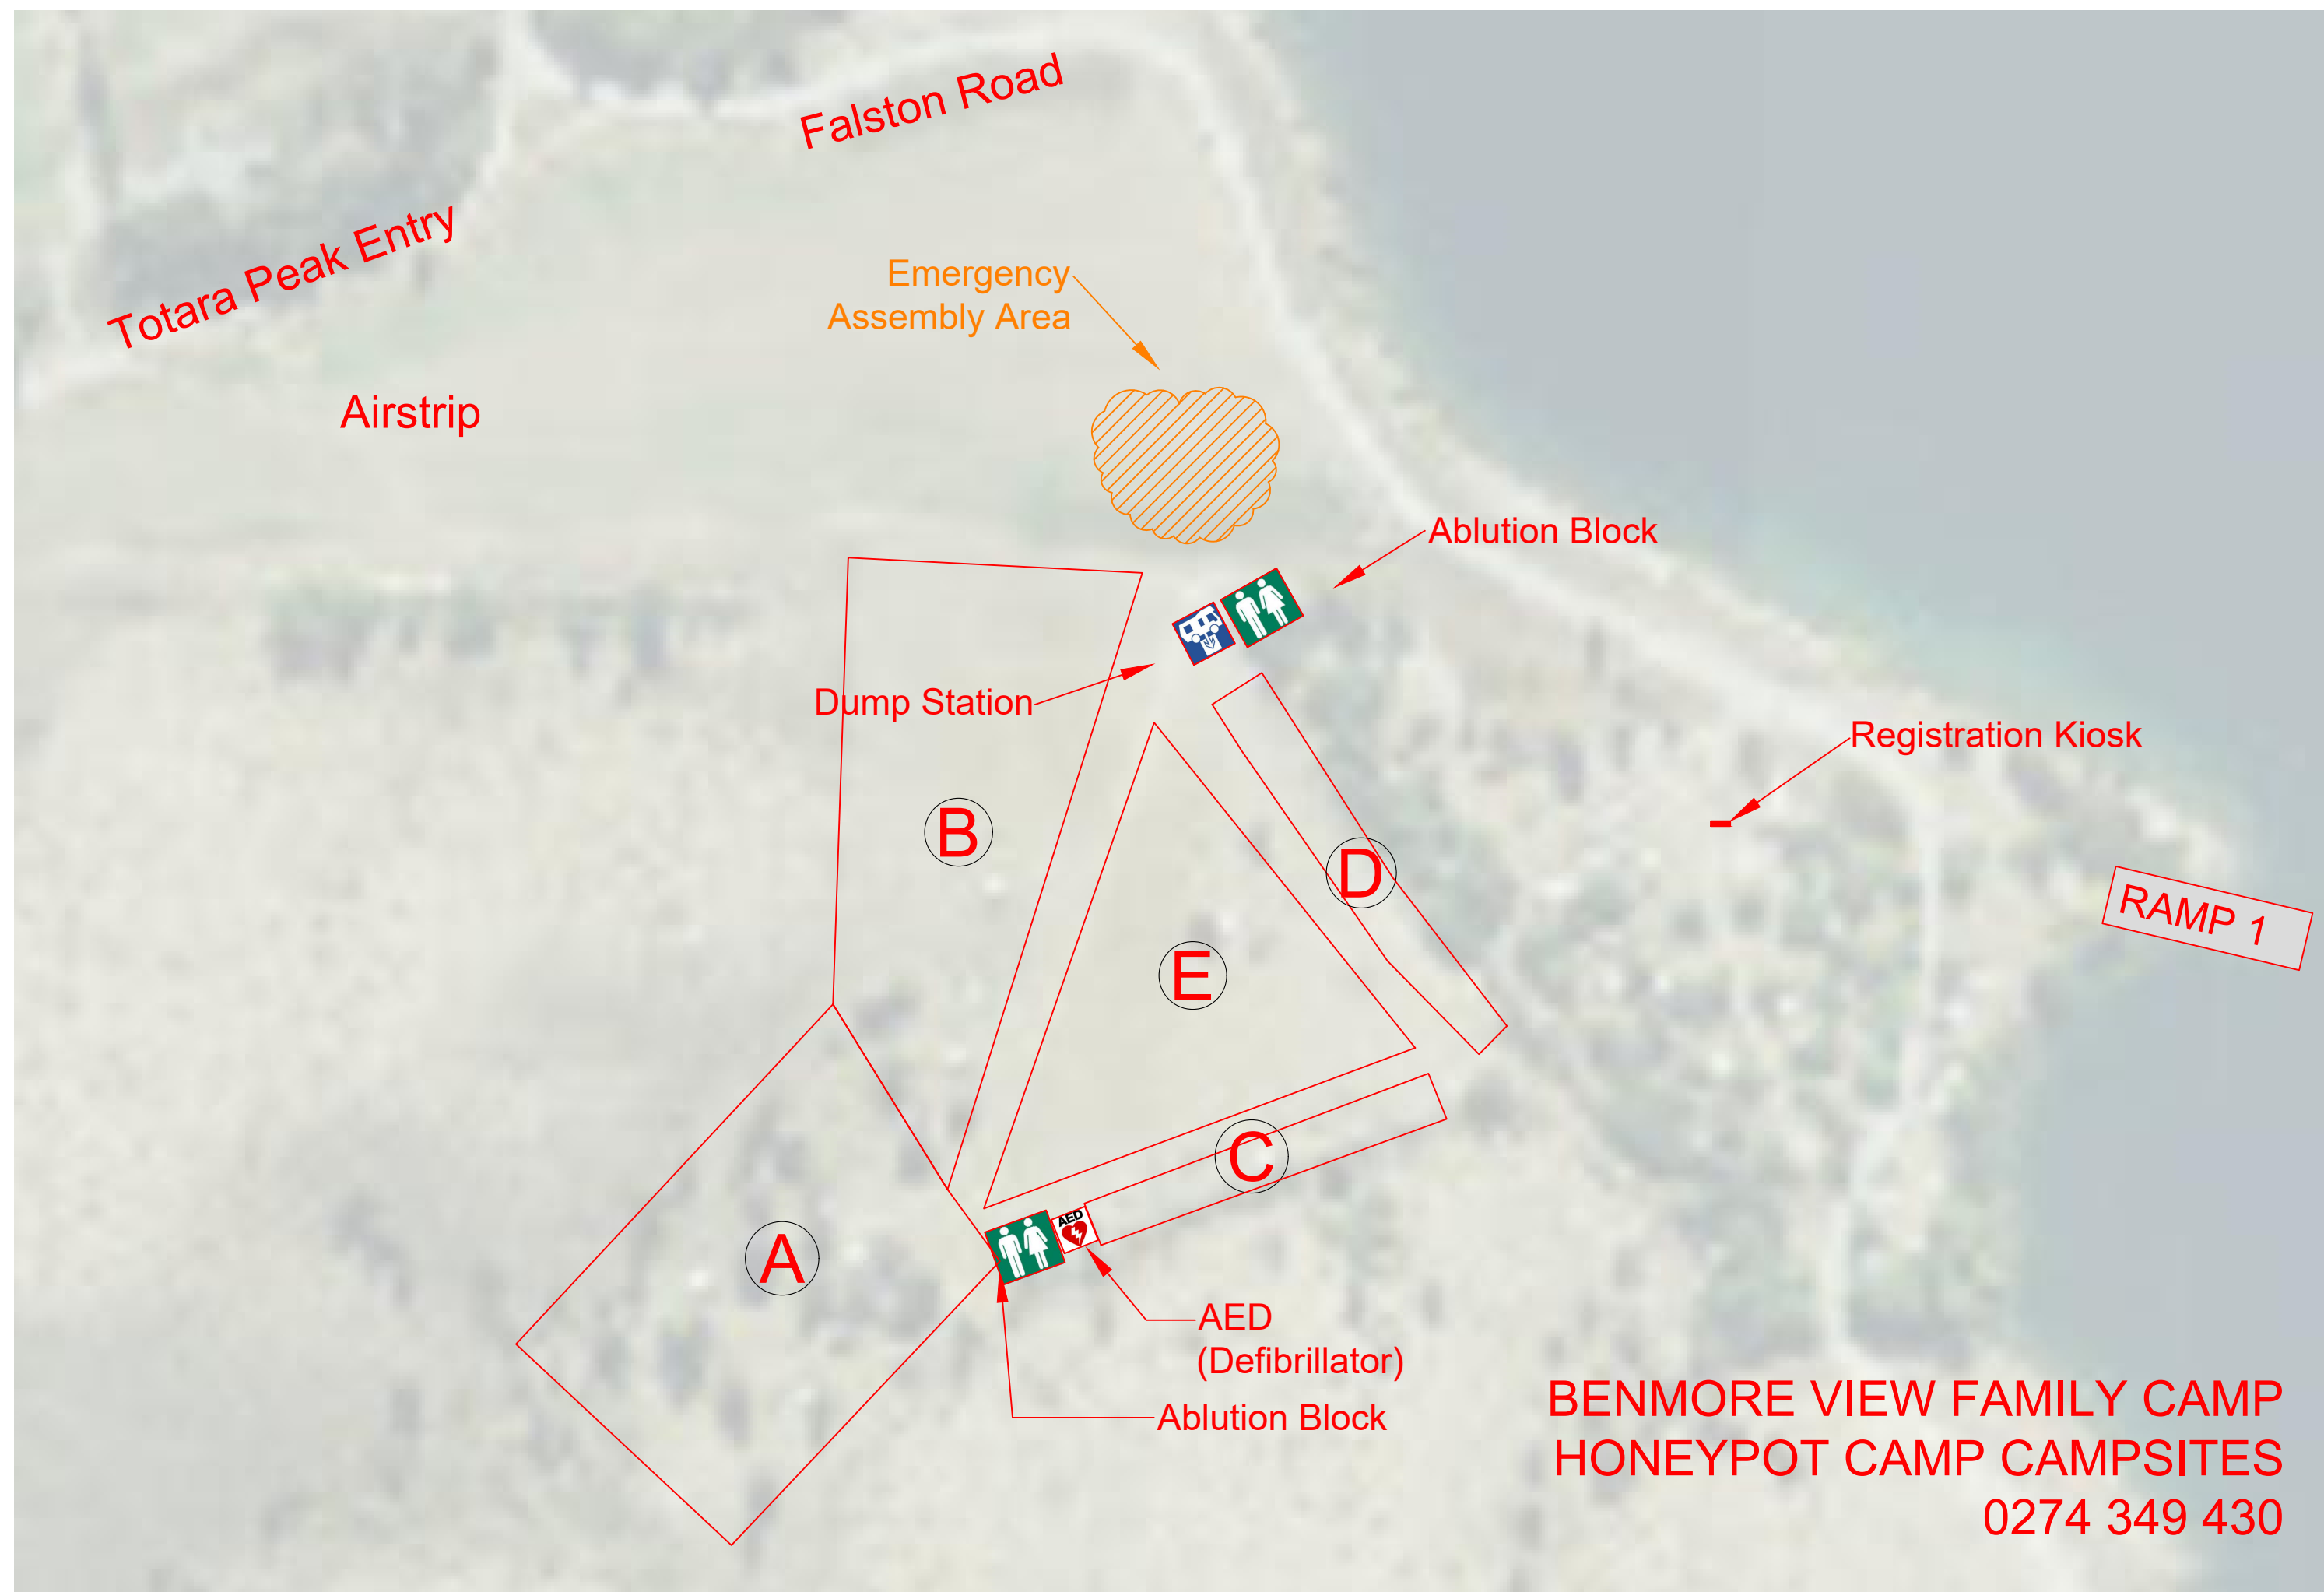 Falston Road
Totara Peak Entry
Emergency
Assembly Area
Airstrip
Ablution Block
Dump Station
Registration Kiosk
B
D
RAMP 1
E
C
A
AED
AED
(Defibrillator)
Ablution Block
BENMORE VIEW FAMILY CAMP
HONEYPOT CAMP CAMPSITES
0274 349 430